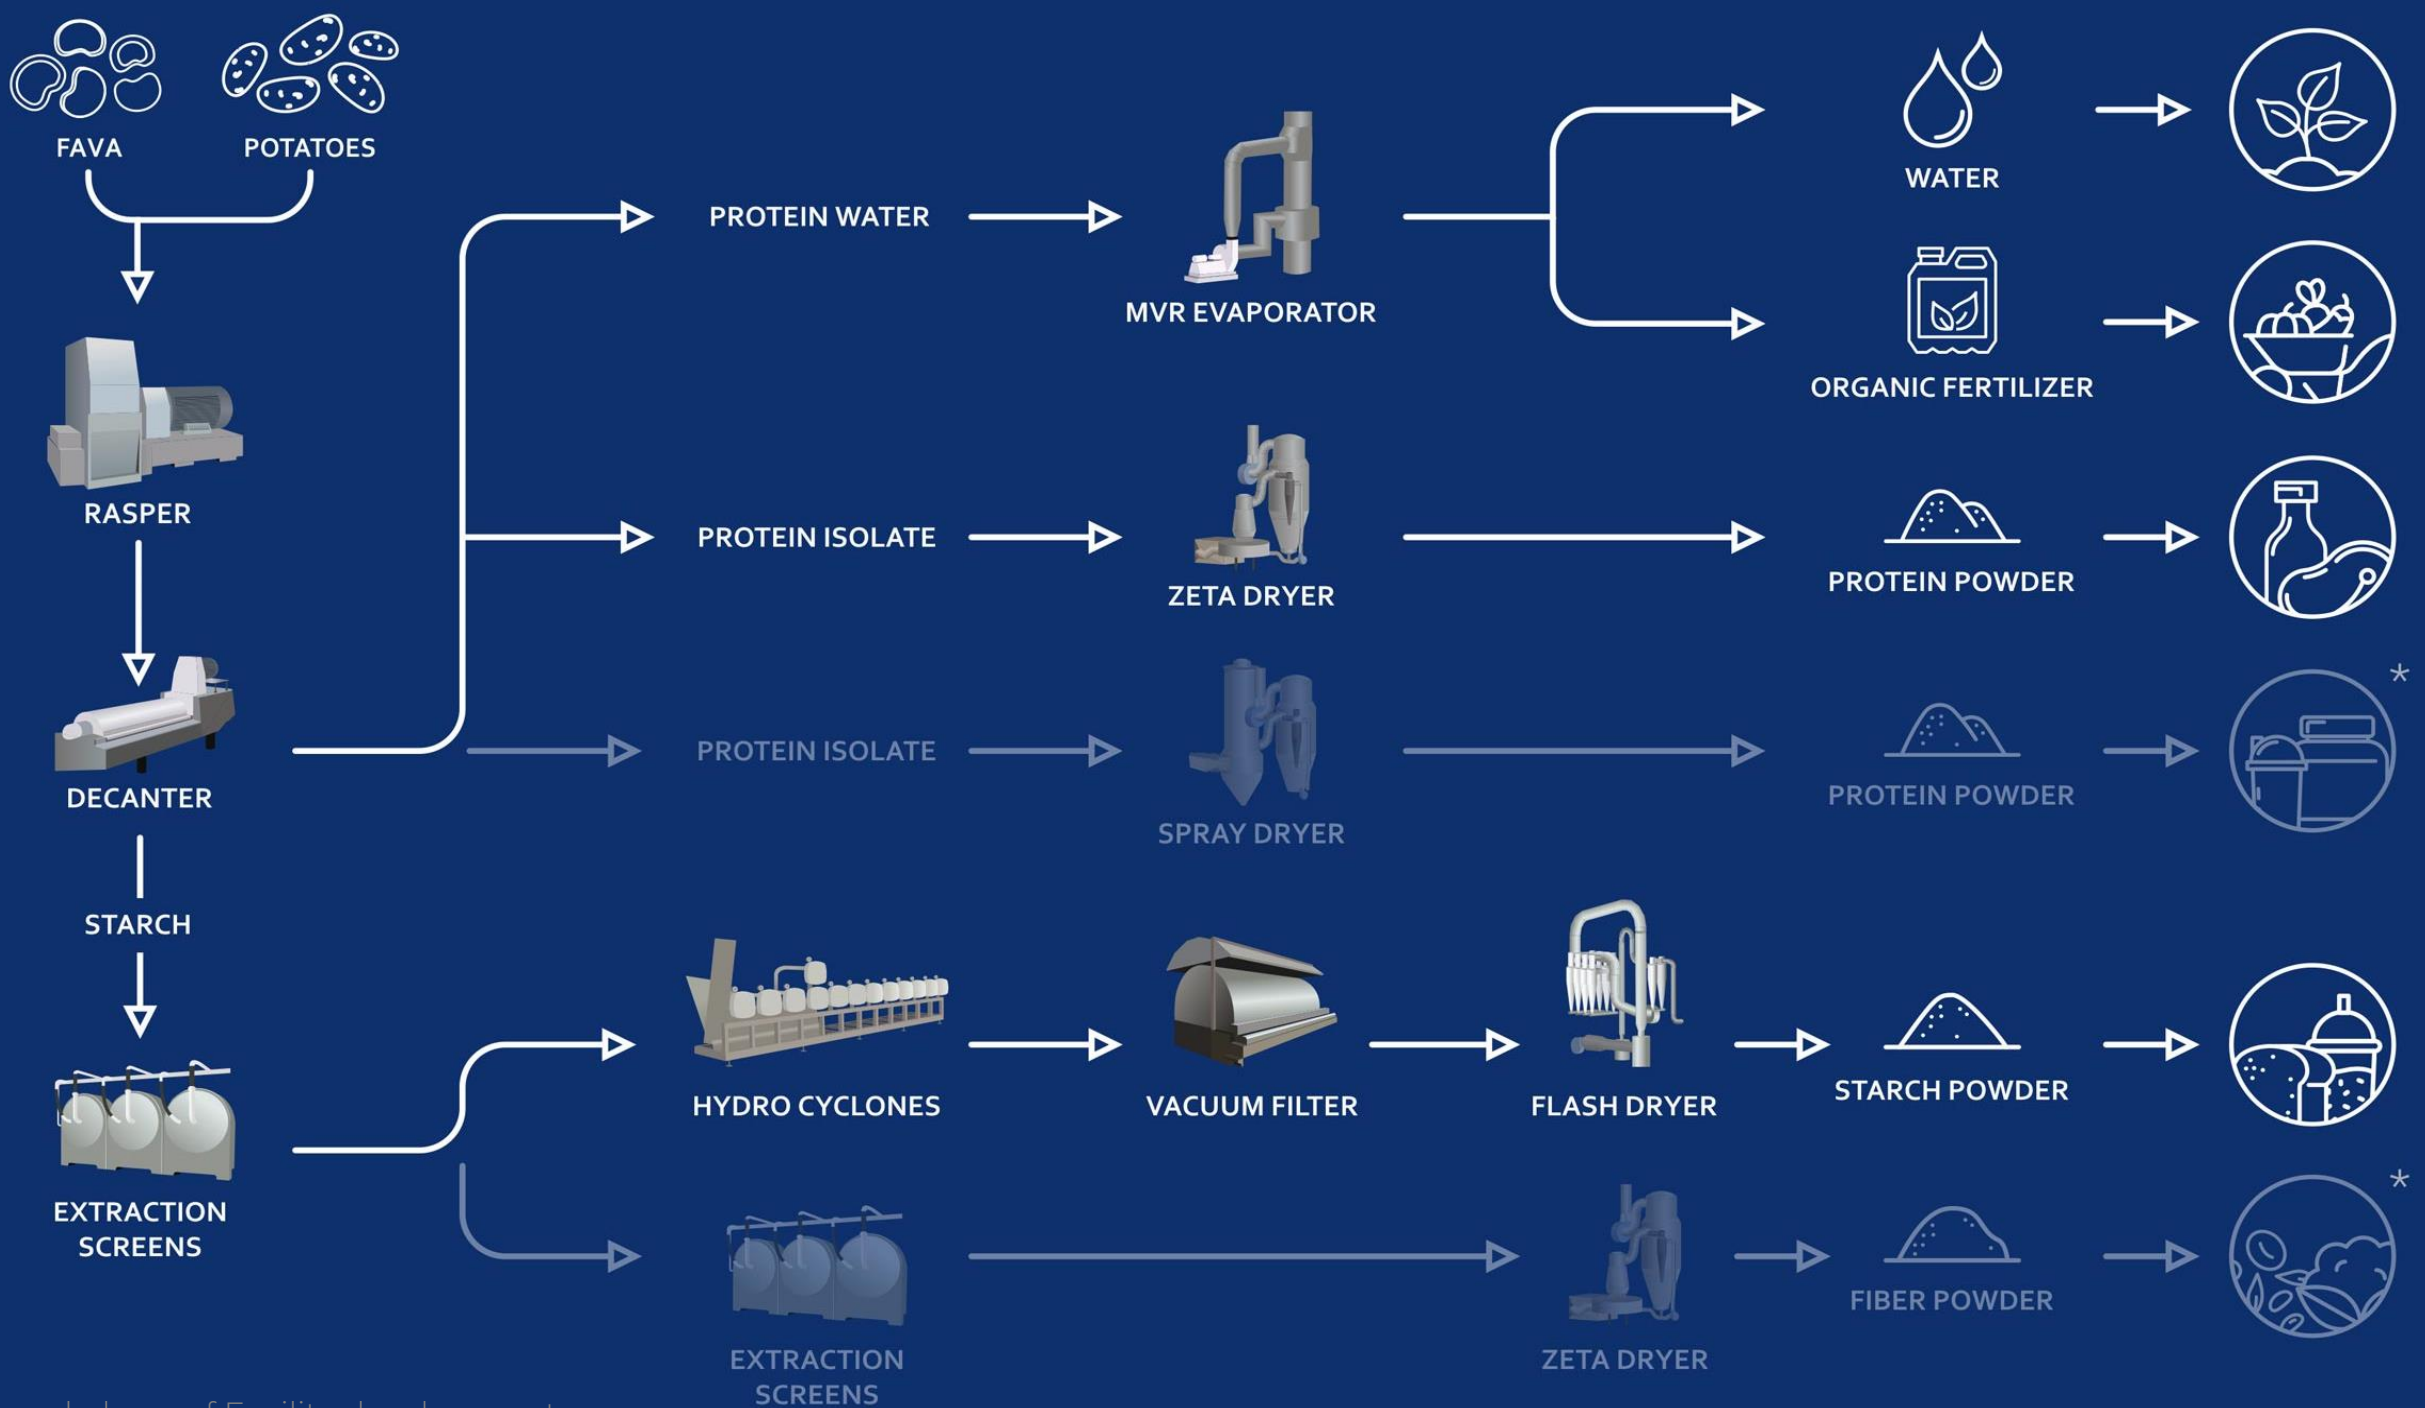 FAVA
POTATOES
WATER
PROTEIN WATER
MVR EVAPORATOR
ORGANIC FERTILIZER
RASPER
PROTEIN ISOLATE
ZETA DRYER
PROTEIN POWDER
*
DECANTER
PROTEIN ISOLATE
SPRAY DRYER
PROTEIN POWDER
STARCH
HYDRO CYCLONES
VACUUM FILTER
FLASH DRYER
STARCH POWDER
*
EXTRACTION
SCREENS
FIBER POWDER
EXTRACTION
SCREENS
ZETA DRYER